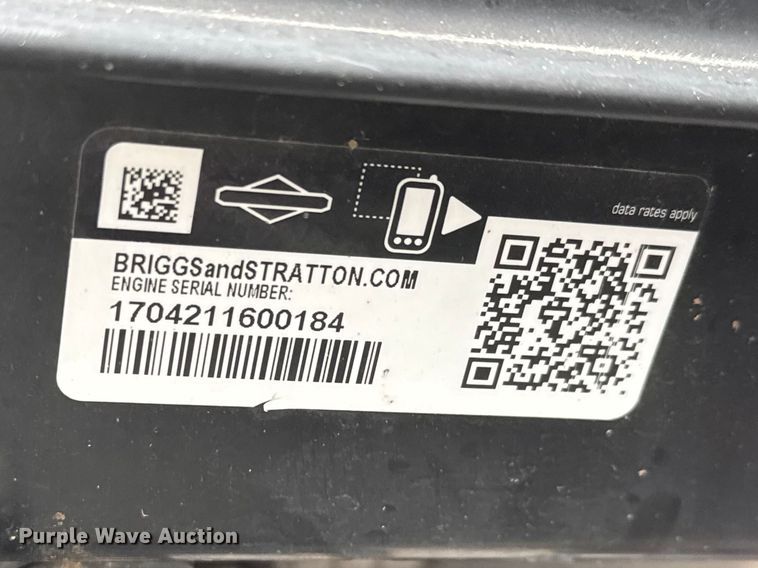 data rates apply
BRIGGSandSTRATTON.COM
ENGINE SERIAL NUMBER:
1704211600184
Purple Wave Auction